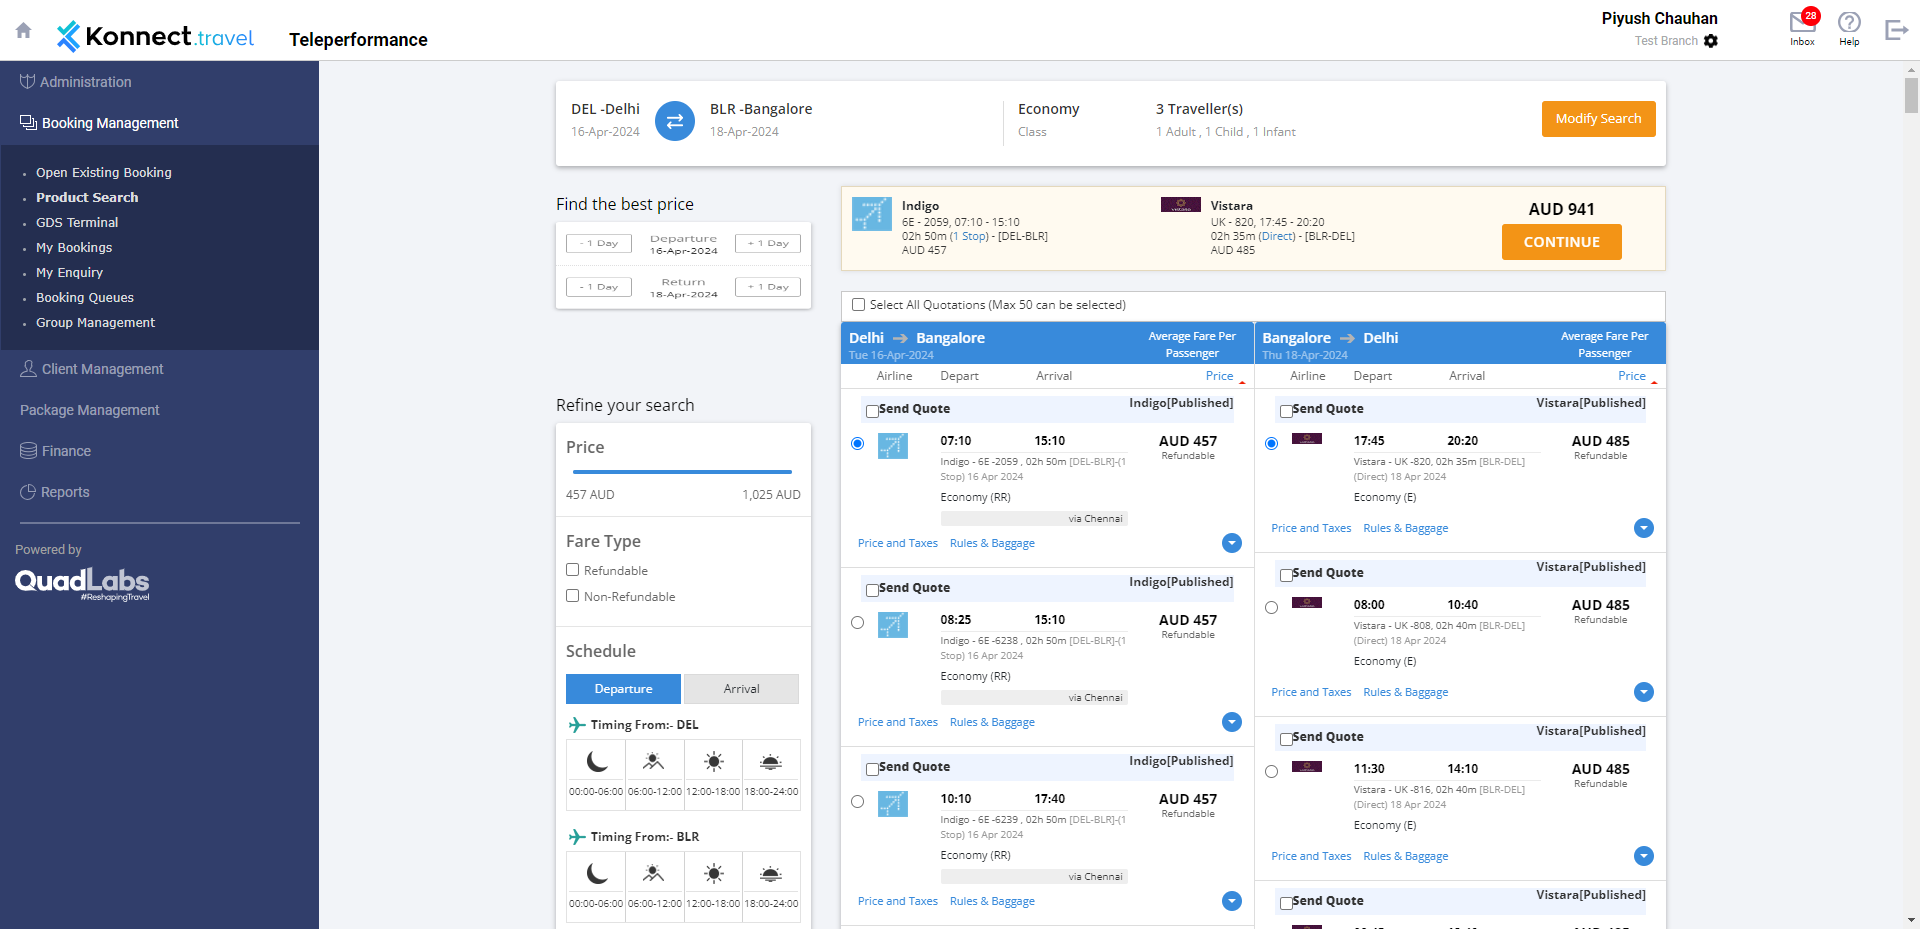 Konnect.travel
Teleperformance
Piyush Chauhan
Test Branch
28
Inbox
Help
Administration
Booking Management
Open Existing Booking
Product Search
GDS Terminal
My Bookings
My Enquiry
Booking Queues
Group Management
Client Management
Package Management
Finance
Reports
Powered by
QuadLabs
#ReshapingTravel
DEL -Delhi
16-Apr-2024
BLR -Bangalore
18-Apr-2024
Economy
Class
3 Traveller(s)
1 Adult , 1 Child , 1 Infant
Modify Search
Find the best price
- 1 Day
Departure
16-Apr-2024
+ 1 Day
- 1 Day
Return
18-Apr-2024
+ 1 Day
Refine your search
Price
457 AUD 1,025 AUD
Fare Type
Refundable
Non-Refundable
Schedule
Departure Arrival
Timing From:- DEL
00:00-06:00 06:00-12:00 12:00-18:00 18:00-24:00
Timing From:- BLR
00:00-06:00 06:00-12:00 12:00-18:00 18:00-24:00
Indigo
6E - 2059, 07:10 - 15:10
02h 50m (1 Stop) - [DEL-BLR]
AUD 457
vistara
Vistara
UK - 820, 17:45 - 20:20
02h 35m (Direct) - [BLR-DEL]
AUD 485
AUD 941
CONTINUE
Select All Quotations (Max 50 can be selected)
Delhi Bangalore
Tue 16-Apr-2024
Average Fare Per
Passenger
Airline Depart Arrival Price
Send Quote Indigo[Published]
07:10 15:10 AUD 457
Refundable
Indigo - 6E -2059 , 02h 50m [DEL-BLR]-(1
Stop) 16 Apr 2024
Economy (RR)
via Chennai
Price and Taxes Rules & Baggage
Send Quote Indigo[Published]
08:25 15:10 AUD 457
Refundable
Indigo - 6E -6238 , 02h 50m [DEL-BLR]-(1
Stop) 16 Apr 2024
Economy (RR)
via Chennai
Price and Taxes Rules & Baggage
Send Quote Indigo[Published]
10:10 17:40 AUD 457
Refundable
Indigo - 6E -6239 , 02h 50m [DEL-BLR]-(1
Stop) 16 Apr 2024
Economy (RR)
via Chennai
Price and Taxes Rules & Baggage
Bangalore Delhi
Thu 18-Apr-2024
Average Fare Per
Passenger
Airline Depart Arrival Price
Send Quote Vistara[Published]
17:45 20:20 AUD 485
Refundable
Vistara - UK -820, 02h 35m [BLR-DEL]
(Direct) 18 Apr 2024
Economy (E)
Price and Taxes Rules & Baggage
Send Quote Vistara[Published]
08:00 10:40 AUD 485
Refundable
Vistara - UK -808, 02h 40m [BLR-DEL]
(Direct) 18 Apr 2024
Economy (E)
Price and Taxes Rules & Baggage
Send Quote Vistara[Published]
11:30 14:10 AUD 485
Refundable
Vistara - UK -816, 02h 40m [BLR-DEL]
(Direct) 18 Apr 2024
Economy (E)
Price and Taxes Rules & Baggage
Send Quote Vistara[Published]